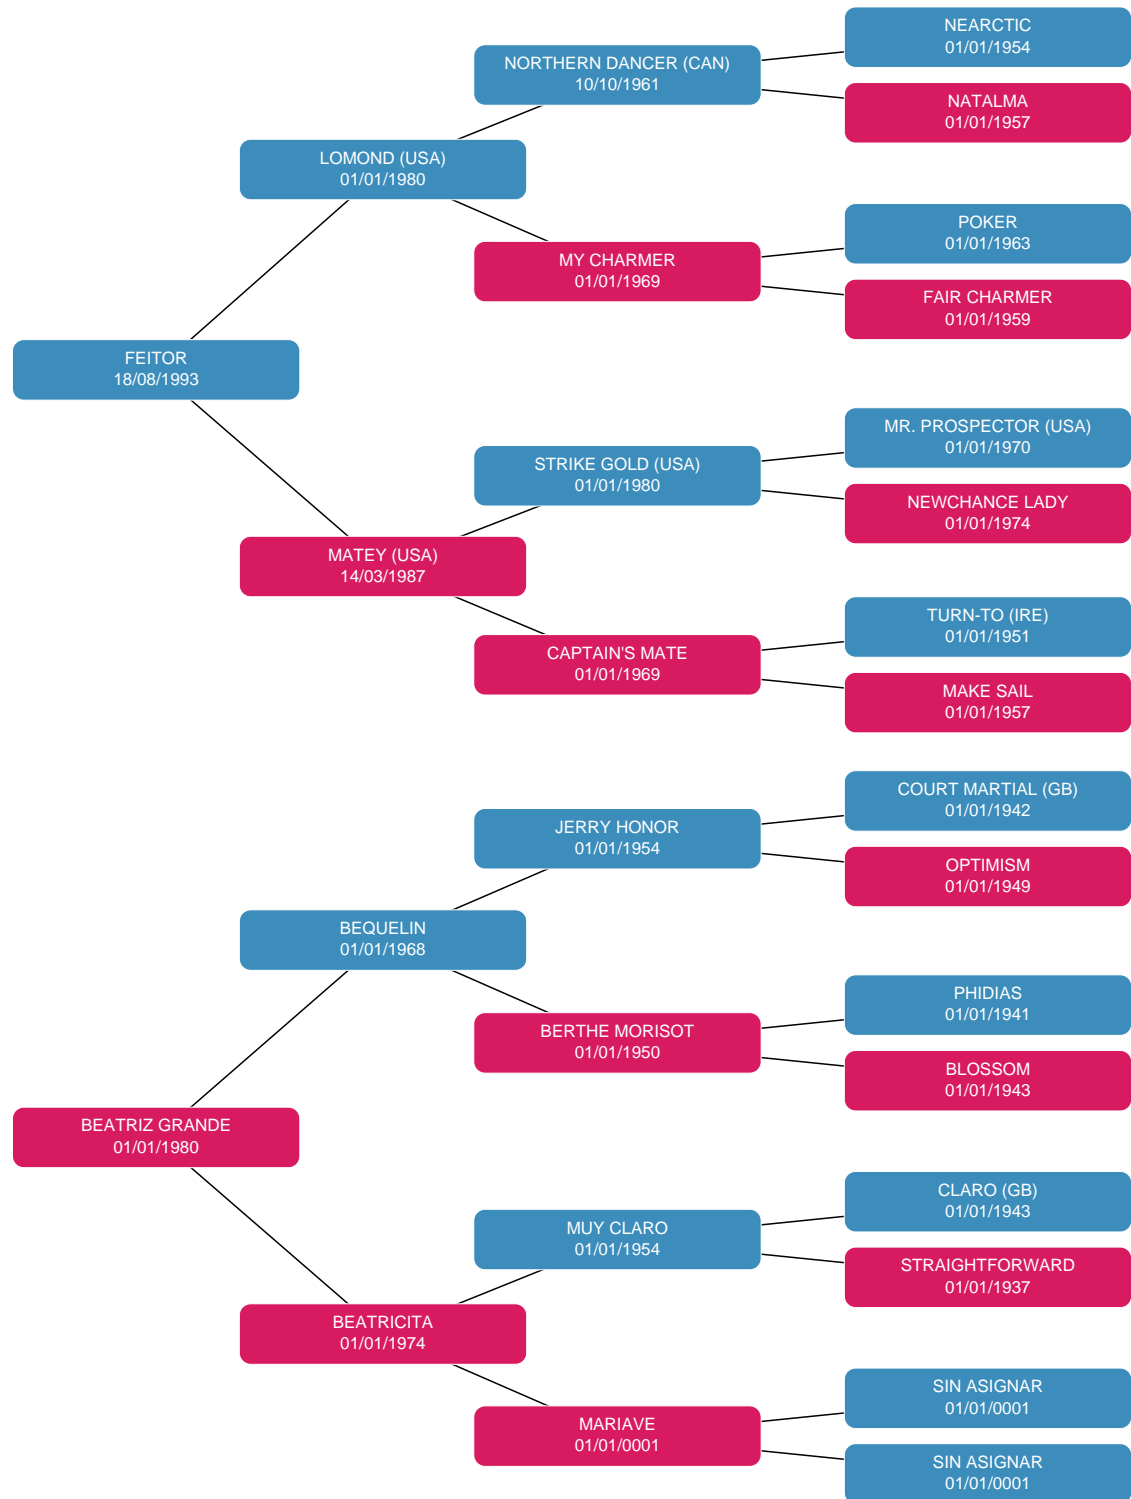 NEARCTIC
01/01/1954
NORTHERN DANCER (CAN)
10/10/1961
NATALMA
01/01/1957
LOMOND (USA)
01/01/1980
POKER
01/01/1963
MY CHARMER
01/01/1969
FAIR CHARMER
01/01/1959
FEITOR
18/08/1993
MR. PROSPECTOR (USA)
01/01/1970
STRIKE GOLD (USA)
01/01/1980
NEWCHANCE LADY
01/01/1974
MATEY (USA)
14/03/1987
TURN-TO (IRE)
01/01/1951
CAPTAIN'S MATE
01/01/1969
MAKE SAIL
01/01/1957
COURT MARTIAL (GB)
01/01/1942
JERRY HONOR
01/01/1954
OPTIMISM
01/01/1949
BEQUELIN
01/01/1968
PHIDIAS
01/01/1941
BERTHE MORISOT
01/01/1950
BLOSSOM
01/01/1943
BEATRIZ GRANDE
01/01/1980
CLARO (GB)
01/01/1943
MUY CLARO
01/01/1954
STRAIGHTFORWARD
01/01/1937
BEATRICITA
01/01/1974
SIN ASIGNAR
01/01/0001
MARIAVE
01/01/0001
SIN ASIGNAR
01/01/0001